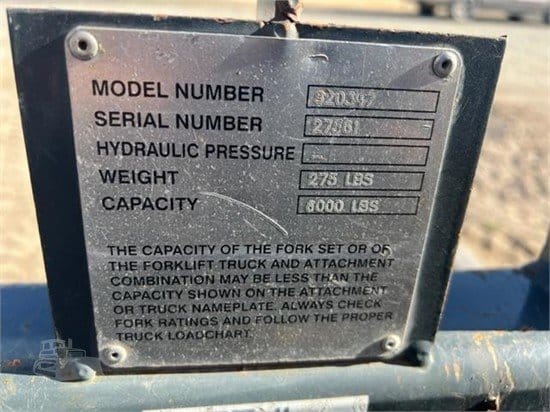 MODEL NUMBER
SERIAL NUMBER 27561
HYDRAULIC PRESSURE –
WEIGHT 275 LBS
CAPACITY 6000 LBS
THE CAPACITY OF THE FORK SET OR OF
THE FORKLIFT TRUCK AND ATTACHMENT
COMBINATION MAY BE LESS THAN THE
CAPACITY SHOWN ON THE ATTACHMENT
OR TRUCK NAMEPLATE. ALWAYS CHECK
FORK RATINGS AND FOLLOW THE PROPER
TRUCK LOADCHART.